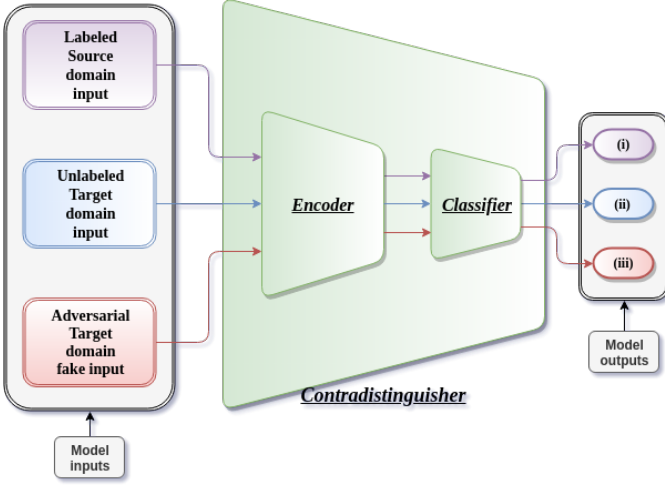 Labeled
Source
domain
input
Unlabeled
Target
domain
input
Adversarial
Target
domain
fake input
Model
inputs
Encoder
Classifier
Contradistinguisher
(i)
(ii)
(iii)
Model
outputs